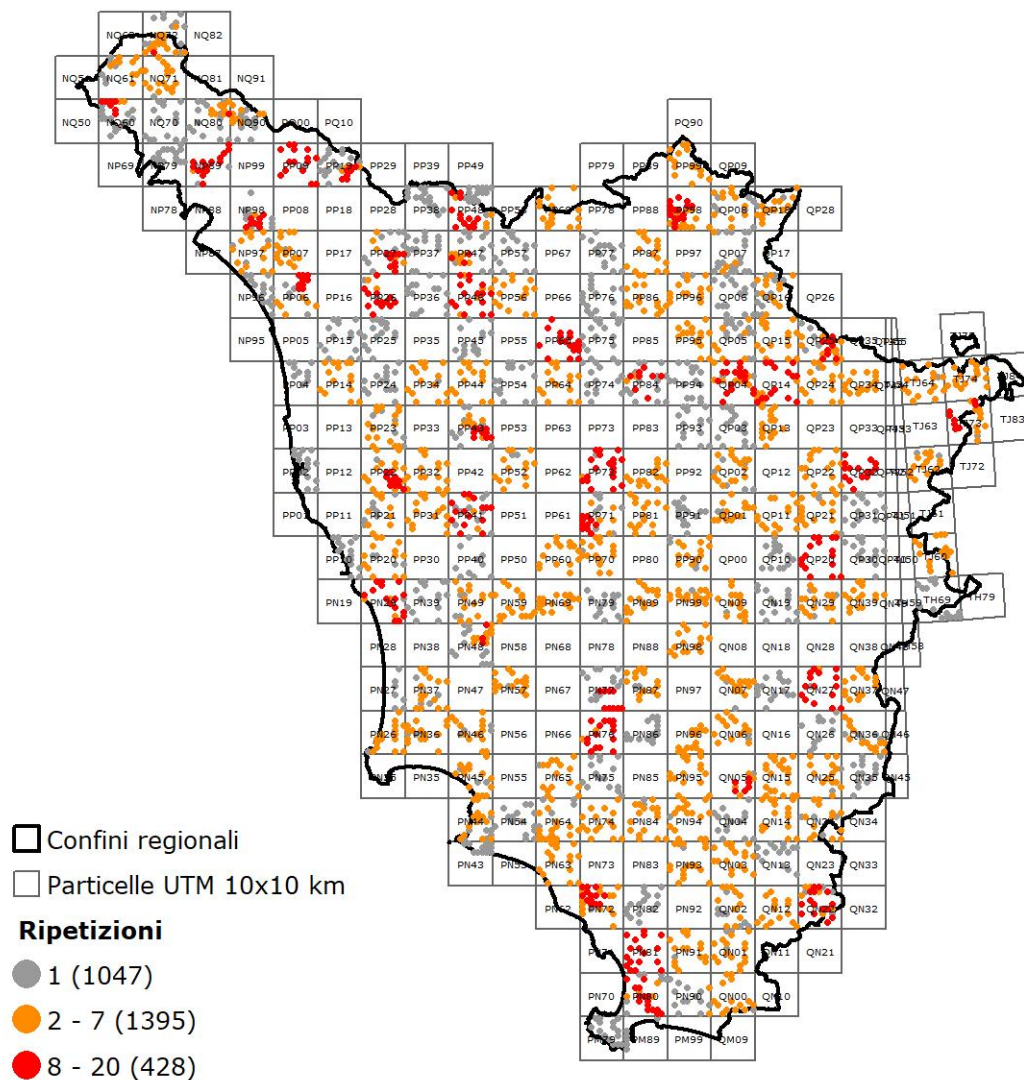 NQ82
NQ61 NQ71 NQ81 NQ91
NQ50 NQ60 NQ70 NQ80 NQ90 PQ00 PQ10 PQ90
NP69 NP79 NP89 NP99 PP09 PP19 PP29 PP39 PP49 PP79 PP89 PP99 QP09
NP78 NP88 NP98 PP08 PP18 PP28 PP38 PP48 PP78 PP88 PP98 QP08 QP18 QP28
NP97 PP07 PP17 PP37 PP47 PP57 PP67 PP77 PP87 PP97 QP07 QP17
NP96 PP06 PP16 PP26 PP36 PP46 PP56 PP66 PP76 PP86 PP96 QP06 QP16 QP26
NP95 PP05 PP15 PP25 PP35 PP45 PP55 PP75 PP85 PP95 QP05 QP15
PP04 PP14 PP24 PP34 PP44 PP54 PP64 PP74 PP84 PP94 QP04 QP14 QP24 QP34 TJ64 TJ74
PP03 PP13 PP23 PP33 PP43 PP53 PP63 PP73 PP83 PP93 QP03 QP13 QP23 QP33 TJ63 TJ83
PP12 PP22 PP32 PP42 PP52 PP62 PP72 PP82 PP92 QP02 QP12 QP22 TJ62 TJ72
PP01 PP11 PP21 PP31 PP41 PP51 PP61 PP71 PP81 PP91 QP01 QP11 QP21 QP31 TJ61
PP20 PP30 PP40 PP50 PP60 PP70 PP80 PP90 QP00 QP10 QP20 QP30 TJ60
PN19 PN29 PN39 PN49 PN59 PN69 PN79 PN89 PN99 QN09 QN19 QN29 QN39 TH69 TH79
PN28 PN38 PN48 PN58 PN68 PN78 PN88 PN98 QN08 QN18 QN28 QN38
PN27 PN37 PN47 PN57 PN67 PN77 PN87 PN97 QN07 QN17 QN27 QN37 QN47
PN26 PN36 PN46 PN56 PN66 PN76 PN86 PN96 QN06 QN16 QN26 QN36 QN46
PN35 QN45 PN55 PN65 PN75 PN85 PN95 QN05 QN15 QN25 QN35 QN45
PN44 PN54 PN64 PN74 PN84 PN94 QN04 QN14 QN34
PN43 PN53 PN63 PN73 PN83 PN93 QN03 QN13 QN23 QN33
PN62 PN72 PN82 PN92 QN02 QN12 QN22 QN32
PN81 PN91 QN01 QN11 QN21
PN70 PN80 PN90 QN00 QN10
PM79 PM89 PM99 QM09
Confini regionali
Particelle UTM 10x10 km
Ripetizioni
1 (1047)
2 - 7 (1395)
8 - 20 (428)